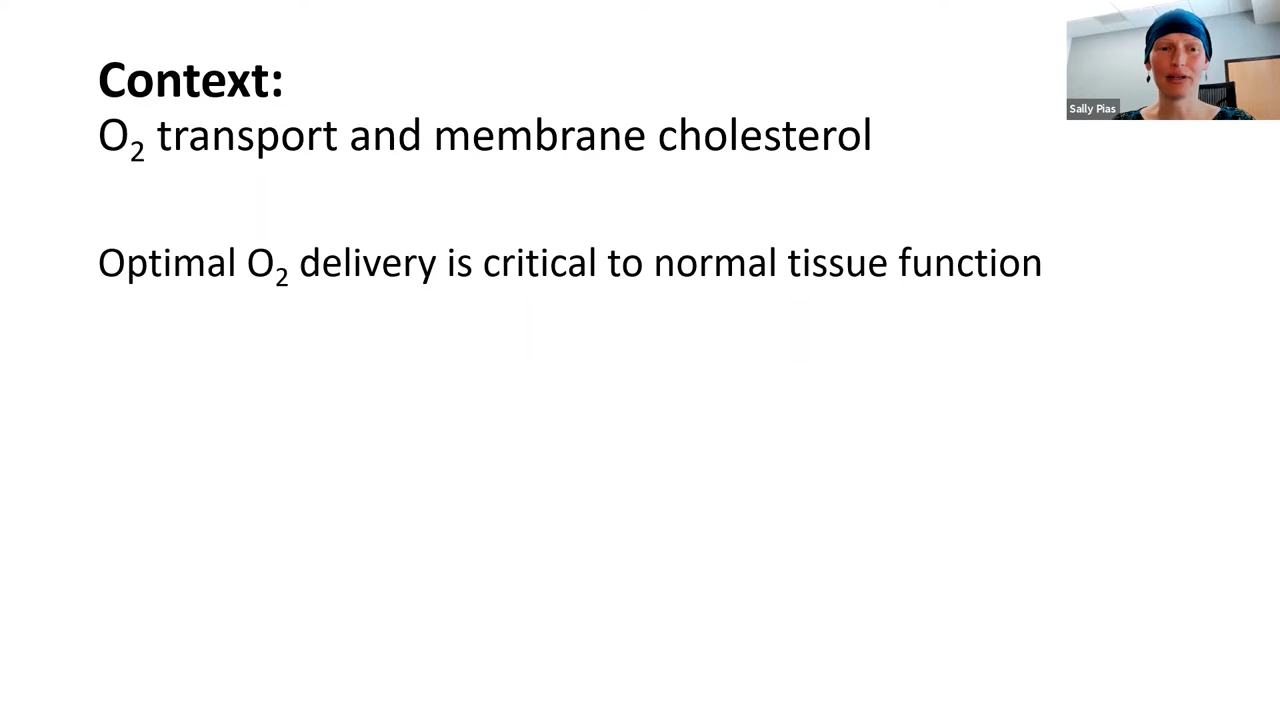 Context:
O₂ transport and membrane cholesterol
Sally Pias
Optimal O₂ delivery is critical to normal tissue function